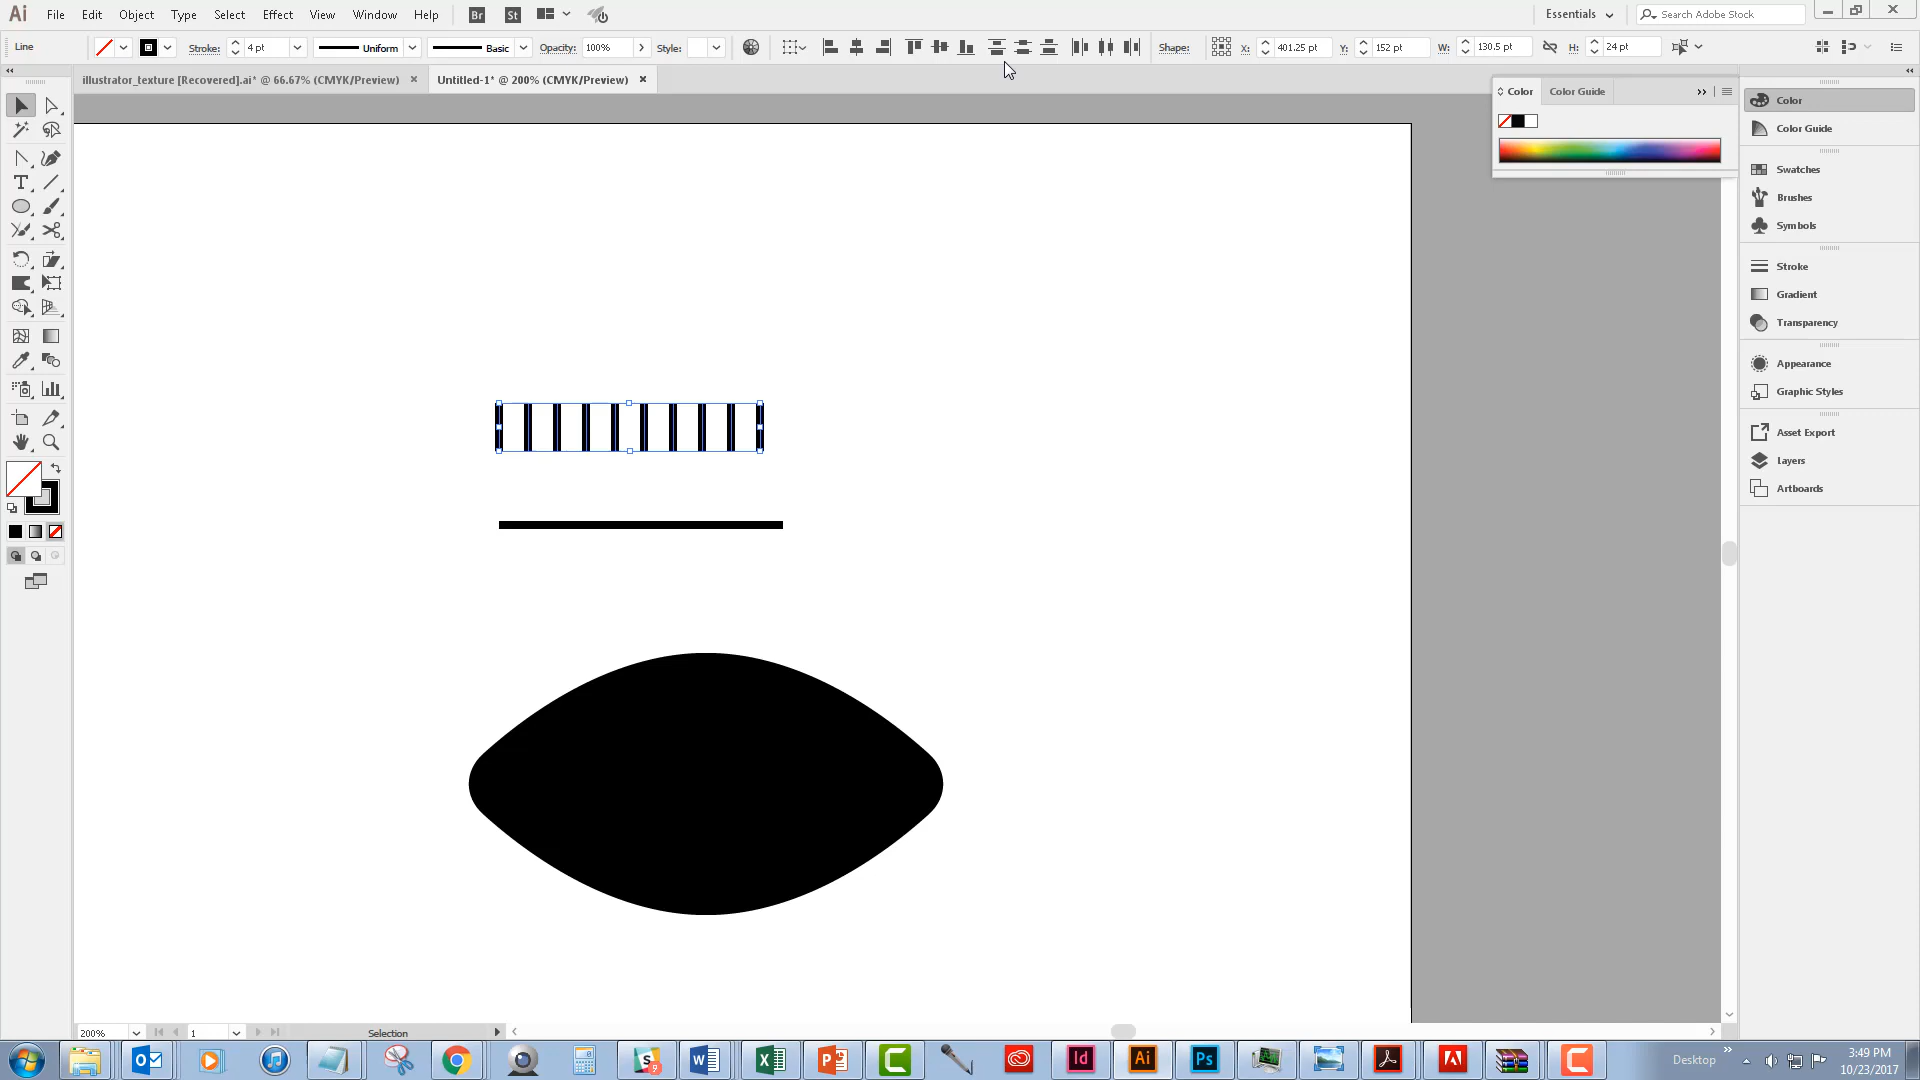 Ai File Edit Object Type Select Effect View Window Help Br St Essentials Search Adobe Stock
Line Stroke: 4 pt Uniform Basic Opacity: 100% Style: Shape: X: 401.25 pt Y: 152 pt W: 130.5 pt H: 24 pt
illustrator_texture [Recovered].ai* @ 66.67% (CMYK/Preview) Untitled-1* @ 200% (CMYK/Preview)
Color Color Guide
Color
Color Guide
Swatches
Brushes
Symbols
Stroke
Gradient
Transparency
Appearance
Graphic Styles
Asset Export
Layers
Artboards
T
200% 1 Selection
S 9 Id Ai Ps
Desktop
3:49 PM
10/23/2017